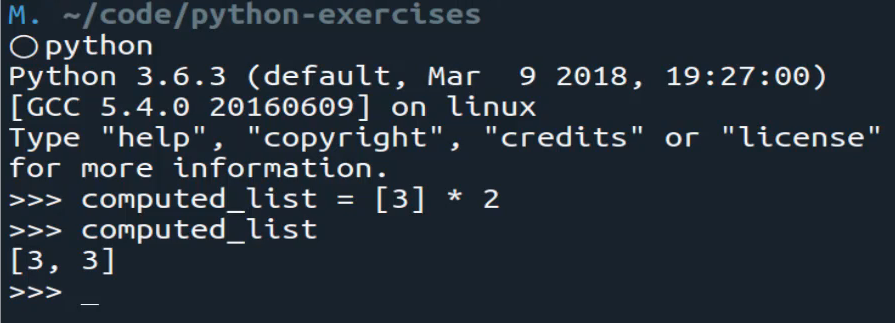 M. ~/code/python-exercises
○python
Python 3.6.3 (default, Mar  9 2018, 19:27:00)
[GCC 5.4.0 20160609] on linux
Type "help", "copyright", "credits" or "license"
for more information.
>>> computed_list = [3] * 2
>>> computed_list
[3, 3]
>>> _